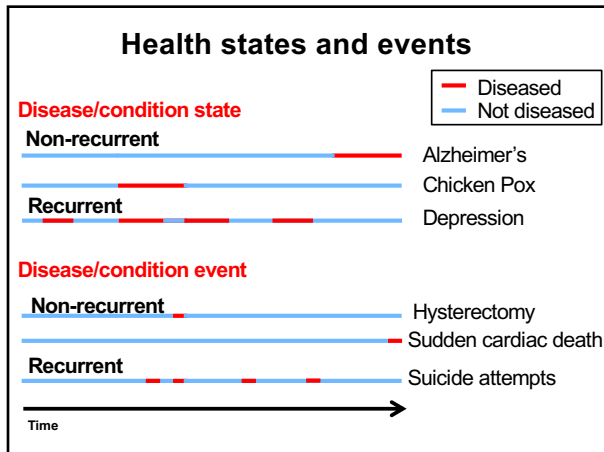 Health states and events
Diseased
Not diseased
Disease/condition state
Non-recurrent
Alzheimer's
Chicken Pox
Recurrent
Depression
Disease/condition event
Non-recurrent
Hysterectomy
Sudden cardiac death
Recurrent
Suicide attempts
Time